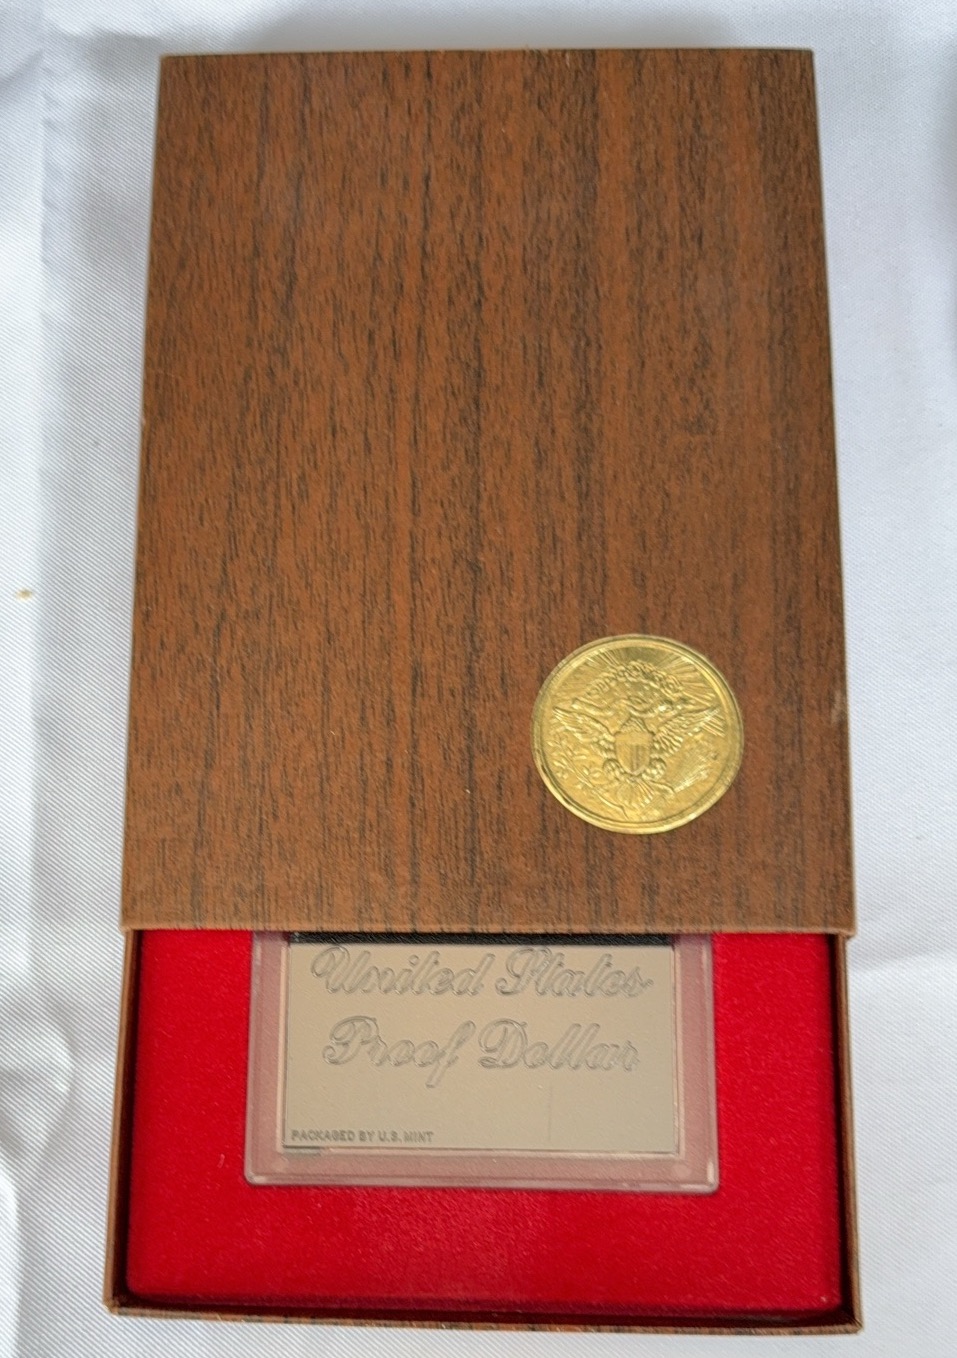 United States
Proof Dollar
PACKAGED BY U.S. MINT